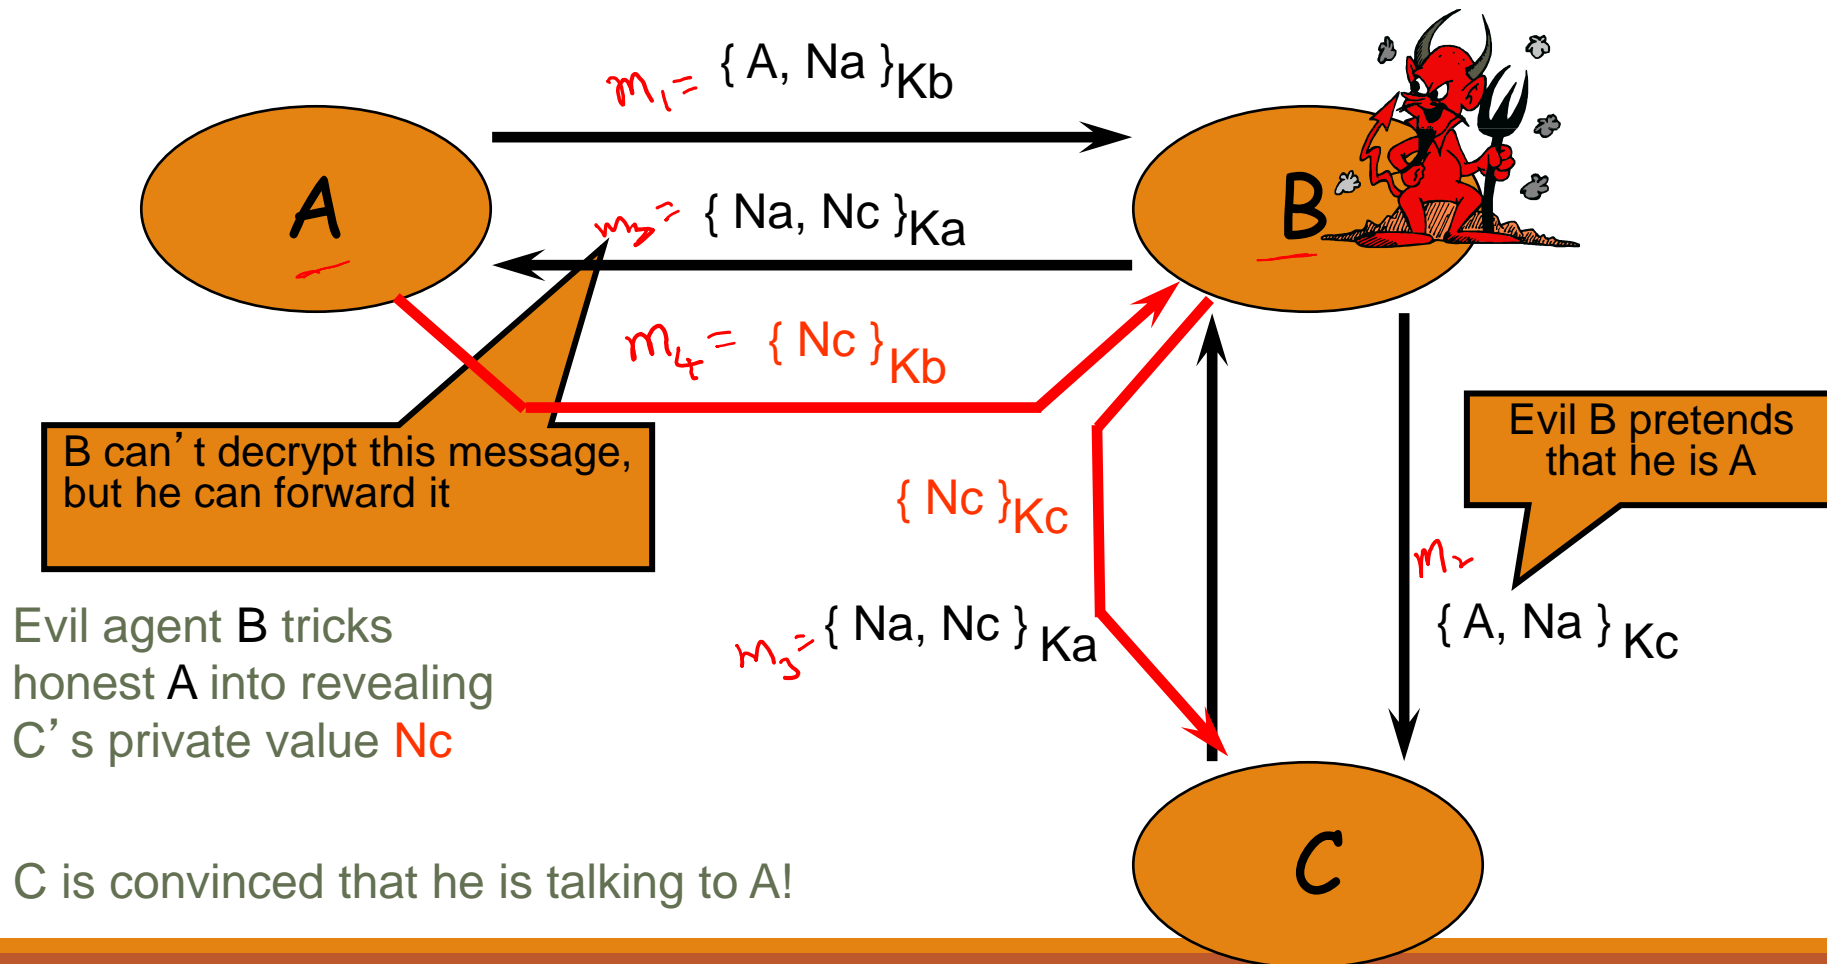 m₁= { A, Na }Kb
A
B
m₃= { Na, Nc }Ka
m₄= { Nc }Kb
B can't decrypt this message,
but he can forward it
Evil B pretends
that he is A
{ Nc }Kc
m₂
{ A, Na }Kc
m₃= { Na, Nc }Ka
Evil agent B tricks
honest A into revealing
C's private value Nc
C is convinced that he is talking to A!
C